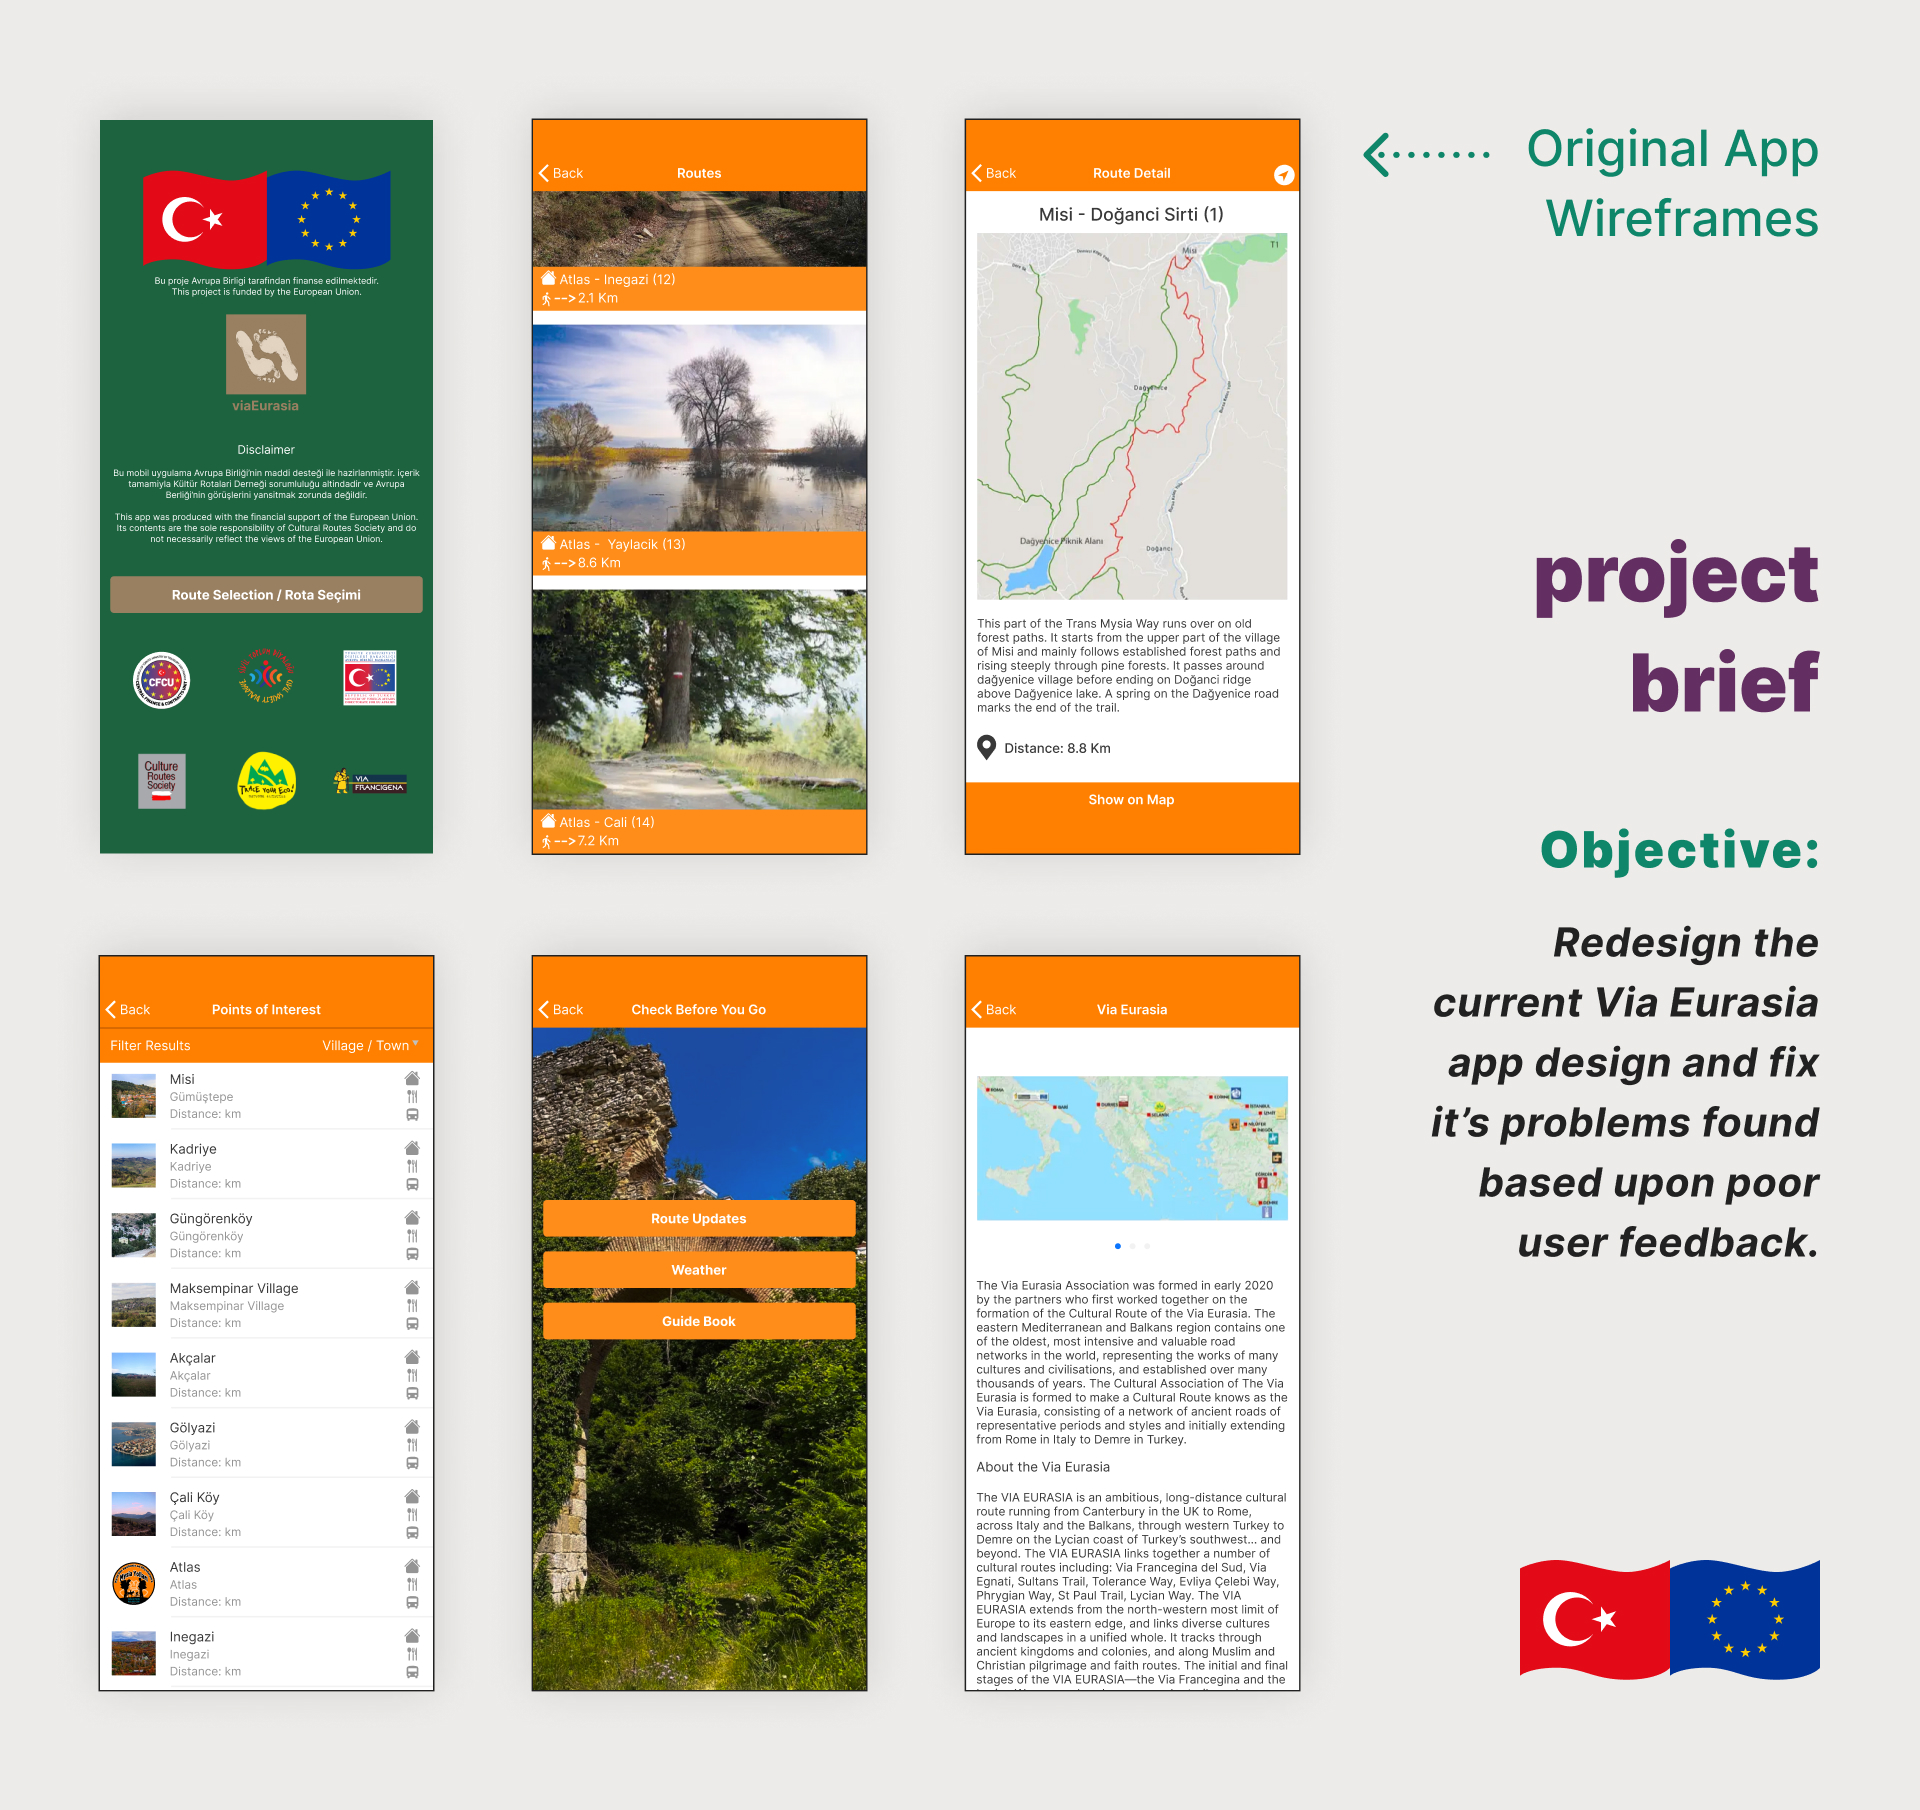 Bu proje Avrupa Birligi tarafindan finanse edilmektedir.
This project is funded by the European Union.
viaEurasia
Disclaimer
Bu mobil uygulama Avrupa Birliği'nin maddi desteği ile hazirlanmiştir. içerik
tamamiyla Kültür Rotalari Derneği sorumluluğu altindadir ve Avrupa
Berliği'nin görüşlerini yansitmak zorunda değildir.
This app was produced with the financial support of the European Union.
Its contents are the sole responsibility of Cultural Routes Society and do
not necessarily reflect the views of the European Union.
Route Selection / Rota Seçimi
CFCU
Culture
Routes
Society
TRACE YOUR ECO!
VIA
FRANCIGENA
Back
Routes
Atlas - Inegazi (12)
-->2.1 Km
Atlas - Yaylacik (13)
-->8.6 Km
Atlas - Cali (14)
-->7.2 Km
Back
Route Detail
Misi - Doğanci Sirti (1)
T1
Misi
Dağyenice
Dağyenice Piknik Alanı
Doğancı
This part of the Trans Mysia Way runs over on old
forest paths. It starts from the upper part of the village
of Misi and mainly follows established forest paths and
rising steeply through pine forests. It passes around
dağyenice village before ending on Doğanci ridge
above Dağyenice lake. A spring on the Dağyenice road
marks the end of the trail.
Distance: 8.8 Km
Show on Map
Original App
Wireframes
project
brief
Objective:
Redesign the
current Via Eurasia
app design and fix
it's problems found
based upon poor
user feedback.
Back
Points of Interest
Filter Results
Village / Town
Misi
Gümüştepe
Distance: km
Kadriye
Kadriye
Distance: km
Güngörenköy
Güngörenköy
Distance: km
Maksempinar Village
Maksempinar Village
Distance: km
Akçalar
Akçalar
Distance: km
Gölyazi
Gölyazi
Distance: km
Çali Köy
Çali Köy
Distance: km
Atlas
Atlas
Distance: km
Inegazi
Inegazi
Distance: km
Back
Check Before You Go
Route Updates
Weather
Guide Book
Back
Via Eurasia
The Via Eurasia Association was formed in early 2020
by the partners who first worked together on the
formation of the Cultural Route of the Via Eurasia. The
eastern Mediterranean and Balkans region contains one
of the oldest, most intensive and valuable road
networks in the world, representing the works of many
cultures and civilisations, and established over many
thousands of years. The Cultural Association of The Via
Eurasia is formed to make a Cultural Route knows as the
Via Eurasia, consisting of a network of ancient roads of
representative periods and styles and initially extending
from Rome in Italy to Demre in Turkey.
About the Via Eurasia
The VIA EURASIA is an ambitious, long-distance cultural
route running from Canterbury in the UK to Rome,
across Italy and the Balkans, through western Turkey to
Demre on the Lycian coast of Turkey's southwest... and
beyond. The VIA EURASIA links together a number of
cultural routes including: Via Francegina del Sud, Via
Egnati, Sultans Trail, Tolerance Way, Evliya Çelebi Way,
Phrygian Way, St Paul Trail, Lycian Way. The VIA
EURASIA extends from the north-western most limit of
Europe to its eastern edge, and links diverse cultures
and landscapes in a unified whole. It tracks through
ancient kingdoms and colonies, and along Muslim and
Christian pilgrimage and faith routes. The initial and final
stages of the VIA EURASIA—the Via Francegina and the